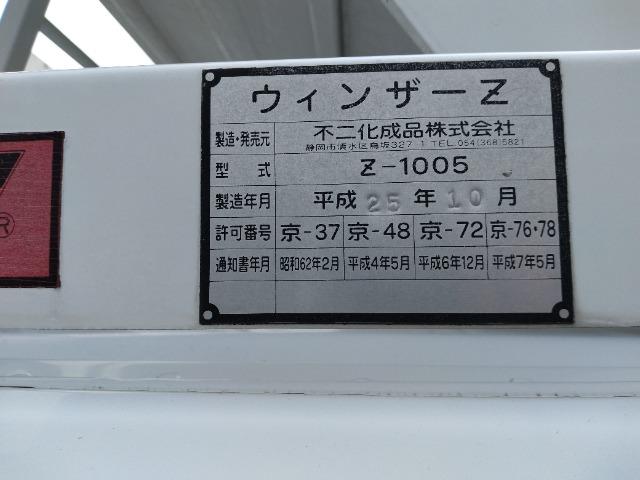 ウィンザーZ
製造・発売元 不二化成品株式会社
静岡市清水区鳥坂327-1 TEL.054(368)5821
型式 Z-1005
製造年月 平成25年10月
許可番号 京-37 京-48 京-72 京-76・78
通知書年月 昭和62年2月 平成4年5月 平成6年12月 平成7年5月